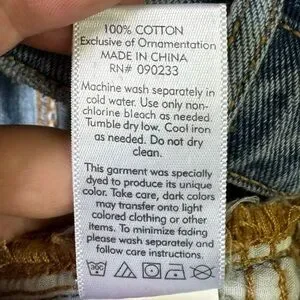 100% COTTON
Exclusive of Ornamentation
MADE IN CHINA
RN# 090233
Machine wash separately in
cold water. Use only non-
chlorine bleach as needed.
Tumble dry low. Cool iron
as needed. Do not dry
clean.
This garment was specially
dyed to produce its unique
color. Take care, dark colors
may transfer onto light
colored clothing or other
items. To minimize fading
please wash separately and
follow care instructions.